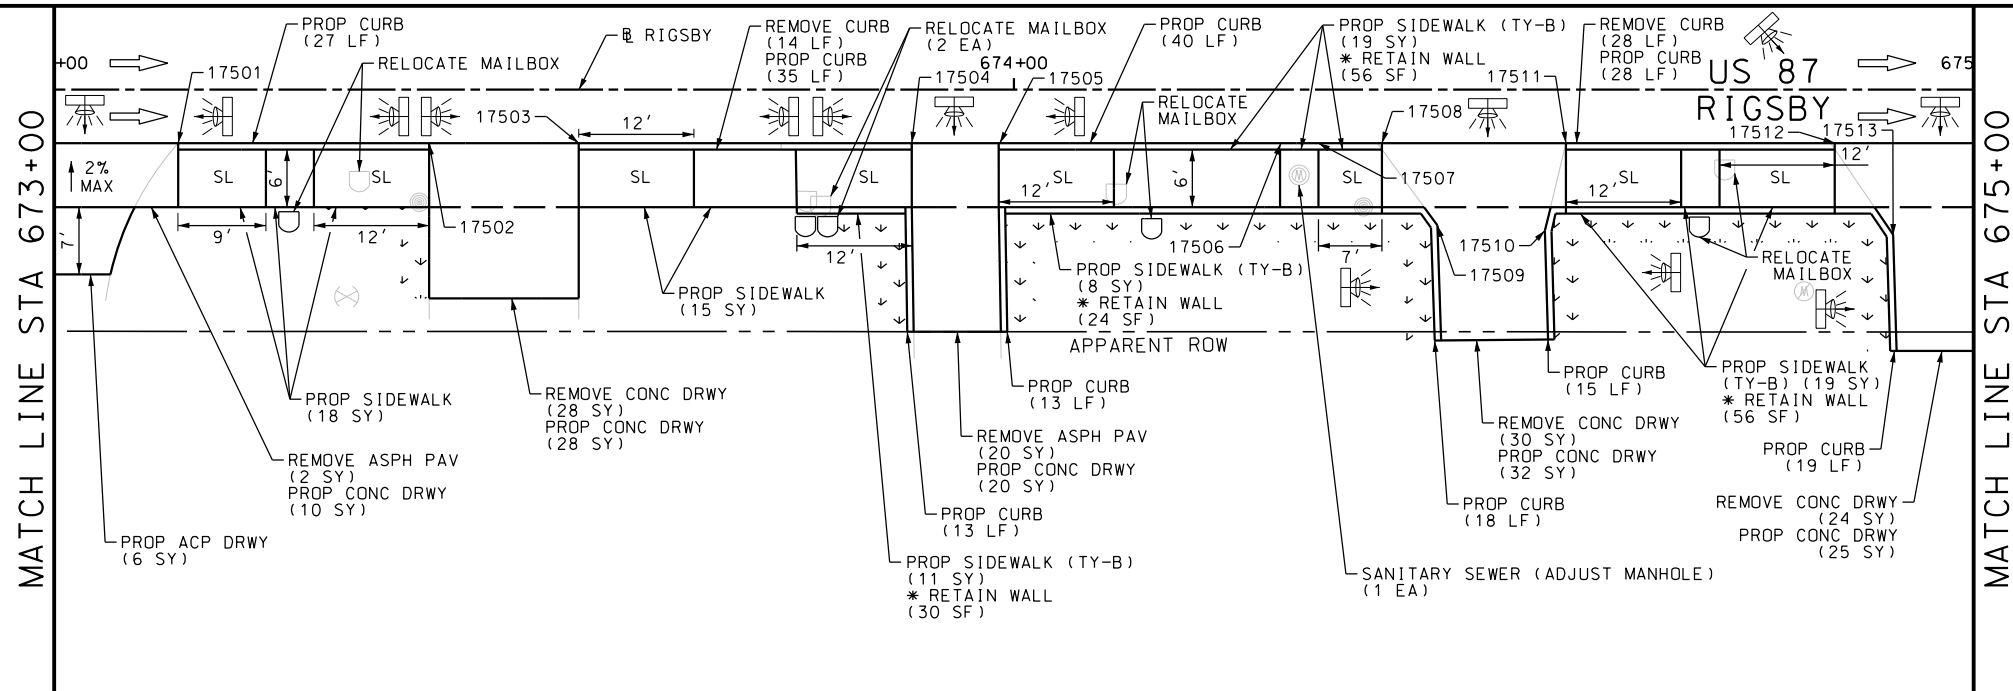 MATCH LINE STA 673+00
+00
PROP CURB
(27 LF)
17501
RELOCATE MAILBOX
℄ RIGSBY
REMOVE CURB
(14 LF)
PROP CURB
(35 LF)
RELOCATE MAILBOX
(2 EA)
674+00
17504
17505
PROP CURB
(40 LF)
PROP SIDEWALK (TY-B)
(19 SY)
* RETAIN WALL
(56 SF)
17511
REMOVE CURB
(28 LF)
PROP CURB
(28 LF)
US 87
RIGSBY
675
17503
12'
RELOCATE
MAILBOX
17508
17512
17513
12'
2%
MAX
SL
6'
SL
SL
SL
SL
12'
6'
SL
17507
SL
12'
SL
7'
9'
12'
17502
12'
17506
7'
17510
17509
RELOCATE
MAILBOX
PROP SIDEWALK
(15 SY)
PROP SIDEWALK (TY-B)
(8 SY)
* RETAIN WALL
(24 SF)
APPARENT ROW
PROP SIDEWALK
(18 SY)
REMOVE CONC DRWY
(28 SY)
PROP CONC DRWY
(28 SY)
PROP CURB
(13 LF)
PROP CURB
(15 LF)
PROP SIDEWALK
(TY-B) (19 SY)
* RETAIN WALL
(56 SF)
REMOVE ASPH PAV
(2 SY)
PROP CONC DRWY
(10 SY)
REMOVE ASPH PAV
(20 SY)
PROP CONC DRWY
(20 SY)
REMOVE CONC DRWY
(30 SY)
PROP CONC DRWY
(32 SY)
PROP CURB
(19 LF)
PROP ACP DRWY
(6 SY)
PROP CURB
(13 LF)
PROP CURB
(18 LF)
REMOVE CONC DRWY
(24 SY)
PROP CONC DRWY
(25 SY)
PROP SIDEWALK (TY-B)
(11 SY)
* RETAIN WALL
(30 SF)
SANITARY SEWER (ADJUST MANHOLE)
(1 EA)
MATCH LINE STA 675+00